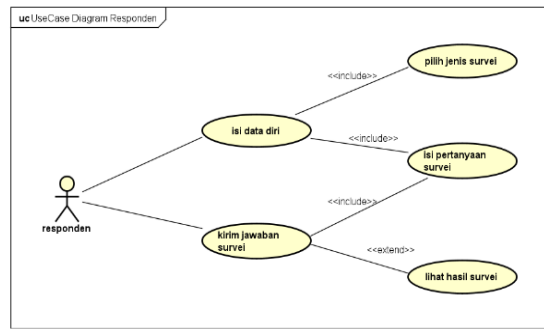 uc UseCase Diagram Responden
pilih jenis survei
<<include>>
isi data diri
<<include>>
isi pertanyaan
survei
responden
<<include>>
kirim jawaban
survei
<<extend>>
lihat hasil survei